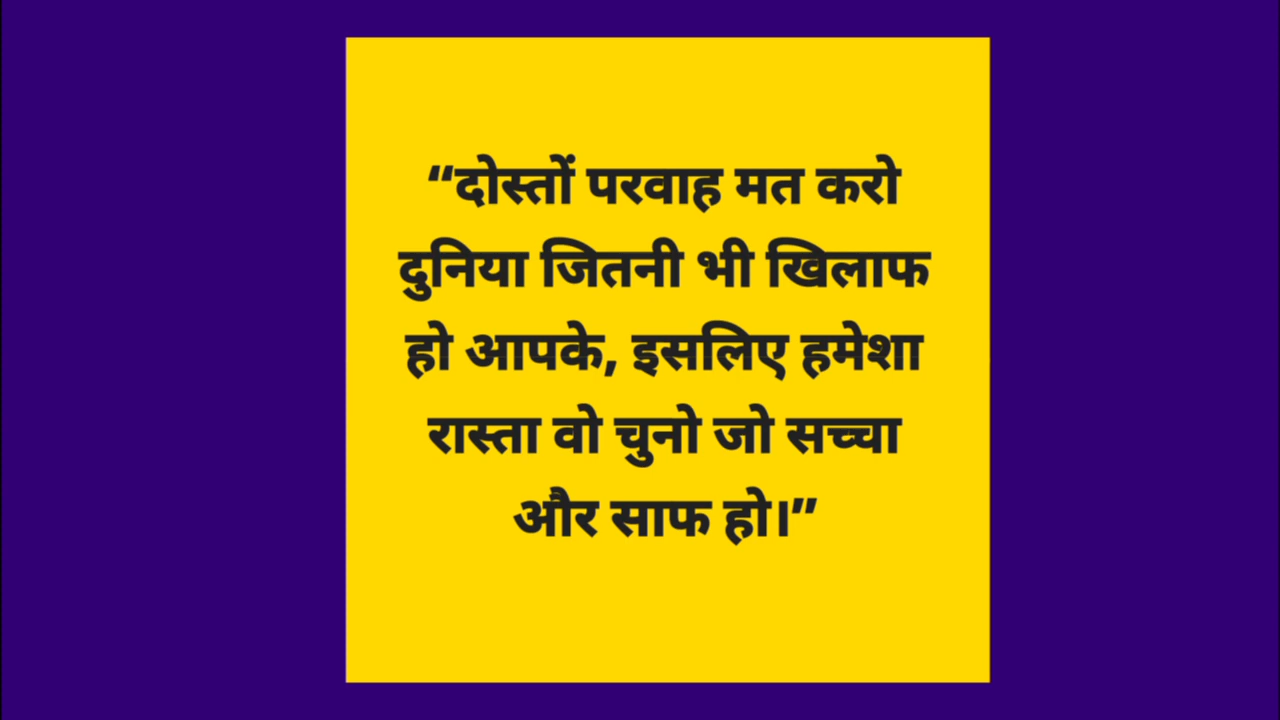 “दोस्तों परवाह मत करो
दुनिया जितनी भी खिलाफ
हो आपके, इसलिए हमेशा
रास्ता वो चुनो जो सच्चा
और साफ हो।”